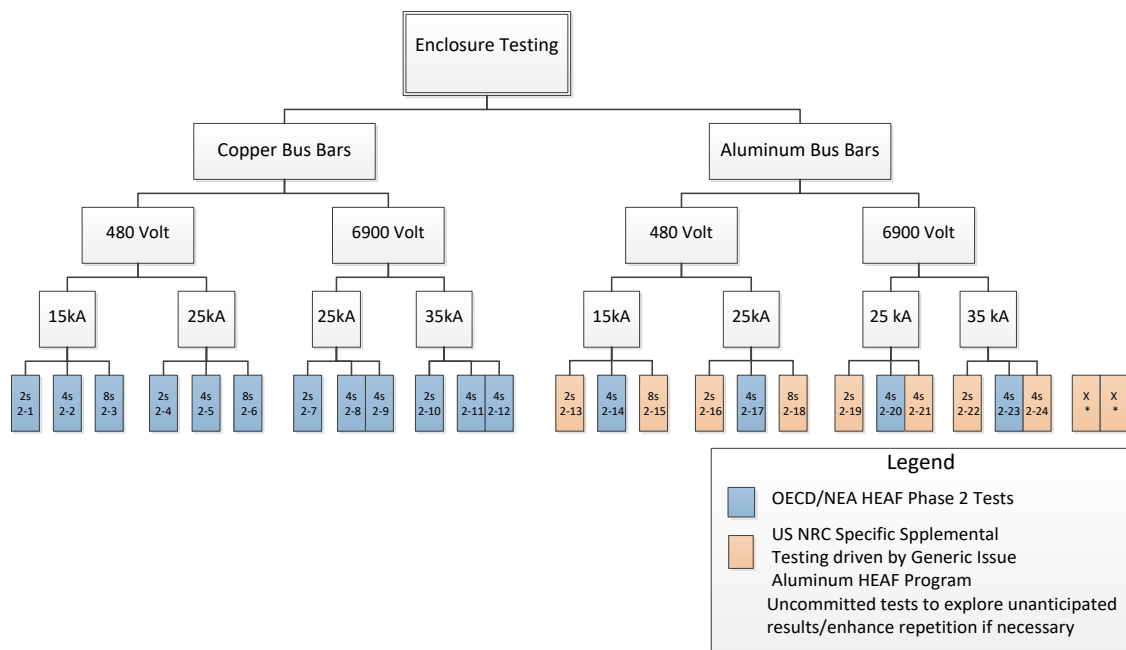 Enclosure Testing
Copper Bus Bars
Aluminum Bus Bars
480 Volt
6900 Volt
480 Volt
6900 Volt
15kA
25kA
25kA
35kA
15kA
25kA
25 kA
35 kA
2s
2-1
4s
2-2
8s
2-3
2s
2-4
4s
2-5
8s
2-6
2s
2-7
4s
2-8
4s
2-9
2s
2-10
4s
2-11
4s
2-12
2s
2-13
4s
2-14
8s
2-15
2s
2-16
4s
2-17
8s
2-18
2s
2-19
4s
2-20
4s
2-21
2s
2-22
4s
2-23
4s
2-24
X
*
X
*
Legend
OECD/NEA HEAF Phase 2 Tests
US NRC Specific Spplemental
Testing driven by Generic Issue
Aluminum HEAF Program
Uncommitted tests to explore unanticipated
results/enhance repetition if necessary